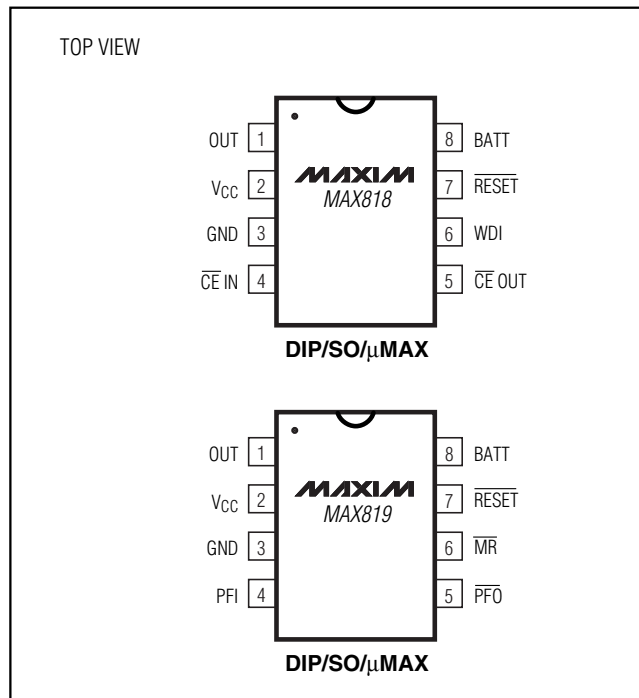 TOP VIEW
OUT 1 8 BATT
VCC 2 MAXIM 7 RESET
MAX818
GND 3 6 WDI
CE IN 4 5 CE OUT
DIP/SO/μMAX
OUT 1 8 BATT
VCC 2 MAXIM 7 RESET
MAX819
GND 3 6 MR
PFI 4 5 PFO
DIP/SO/μMAX